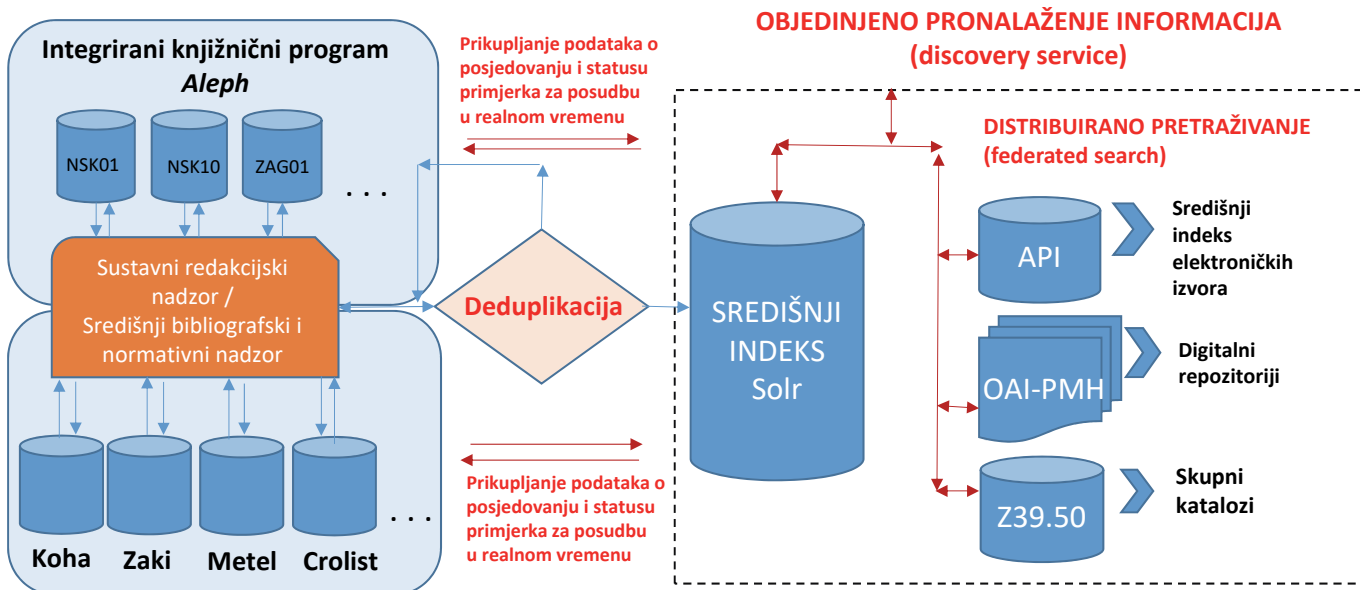 Integrirani knjižnični program
Aleph
NSK01
NSK10
ZAG01
. . .
Sustavni redakcijski
nadzor /
Središnji bibliografski i
normativni nadzor
Koha
Zaki
Metel
Crolist
. . .
Prikupljanje podataka o
posjedovanju i statusu
primjerka za posudbu
u realnom vremenu
Deduplikacija
Prikupljanje podataka o
posjedovanju i statusu
primjerka za posudbu
u realnom vremenu
OBJEDINJENO PRONALAŽENJE INFORMACIJA
(discovery service)
SREDIŠNJI
INDEKS
Solr
DISTRIBUIRANO PRETRAŽIVANJE
(federated search)
API
Središnji
indeks
elektroničkih
izvora
OAI-PMH
Digitalni
repozitoriji
Z39.50
Skupni
katalozi